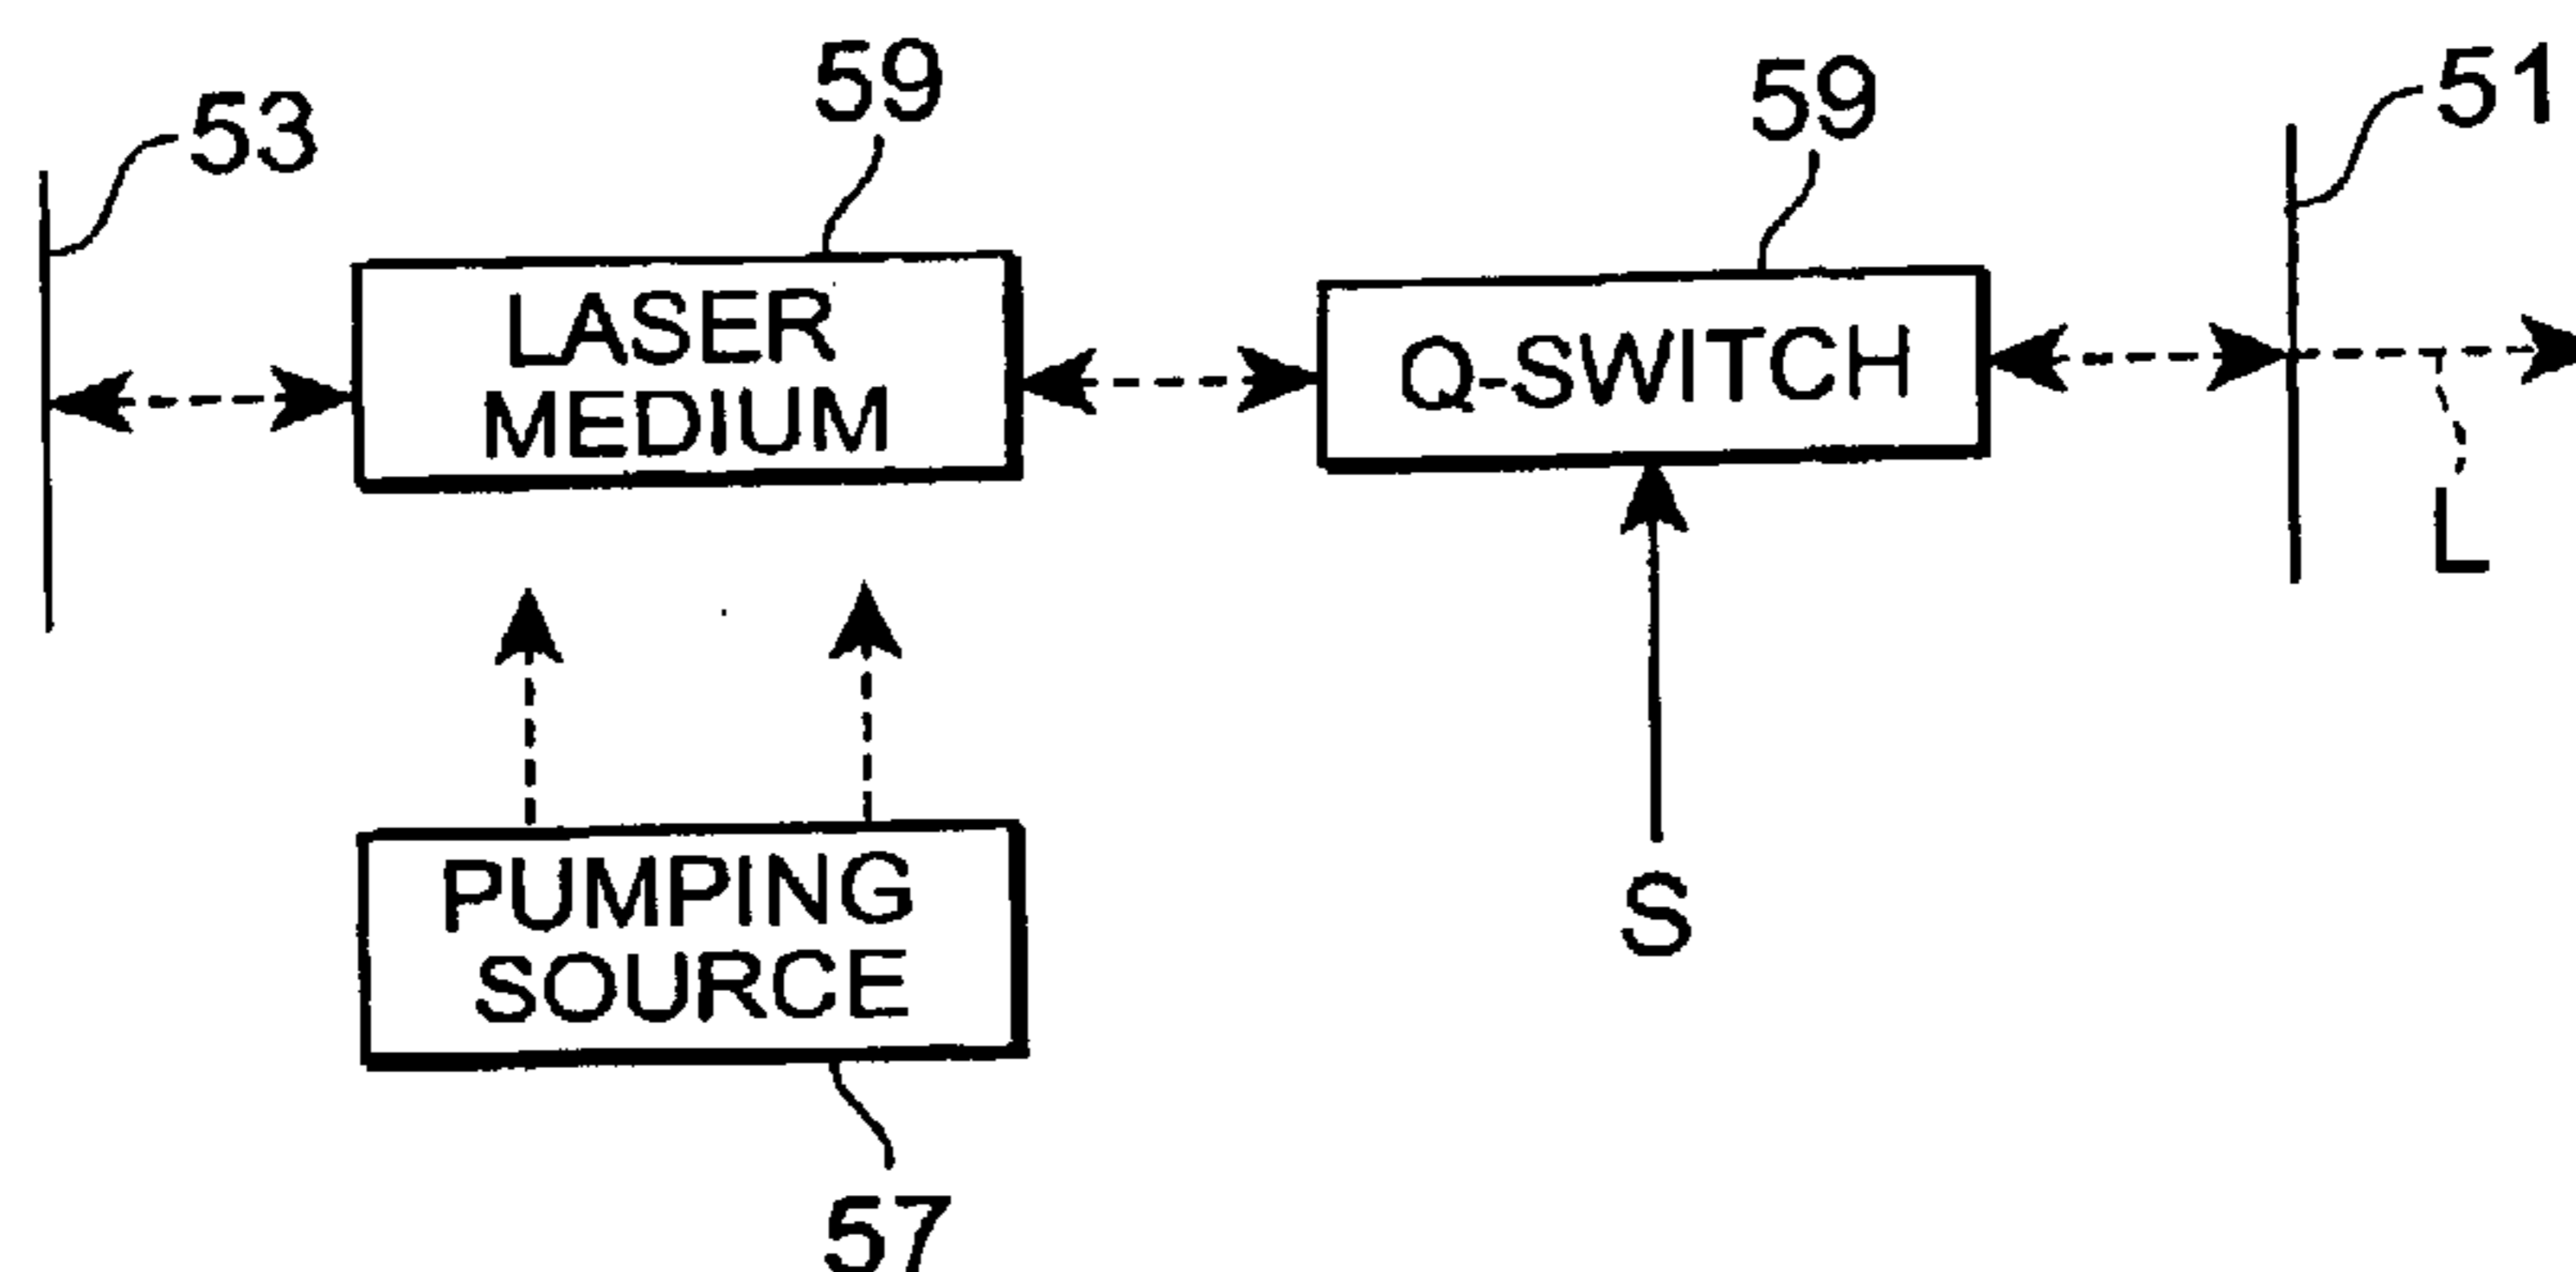 53
59
59
51
LASER
MEDIUM
Q-SWITCH
L
PUMPING
SOURCE
S
57